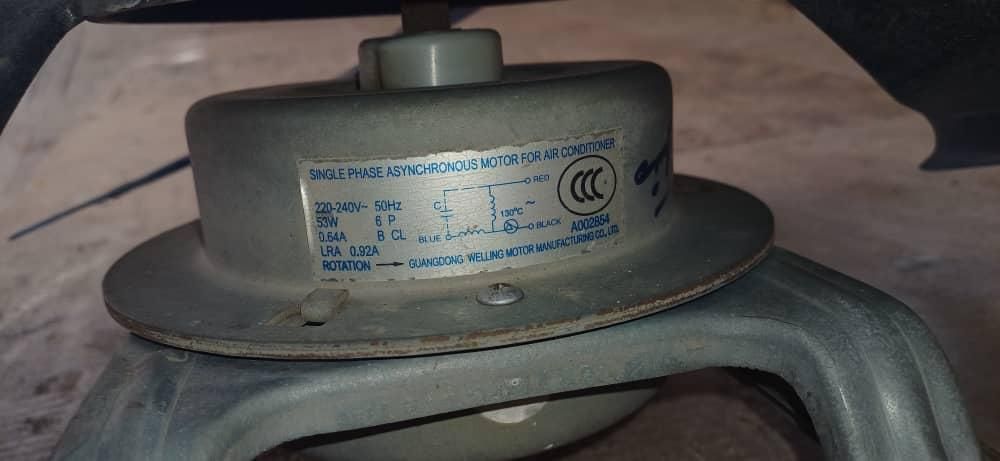 SINGLE PHASE ASYNCHRONOUS MOTOR FOR AIR CONDITIONER
220-240V~ 50Hz
53W 6 P
0.64A B CL
LRA 0.92A
ROTATION → GUANGDONG WELLING MOTOR MANUFACTURING CO., LTD.
C
RED
~
130°C
BLUE
BLACK
CCC
A002854